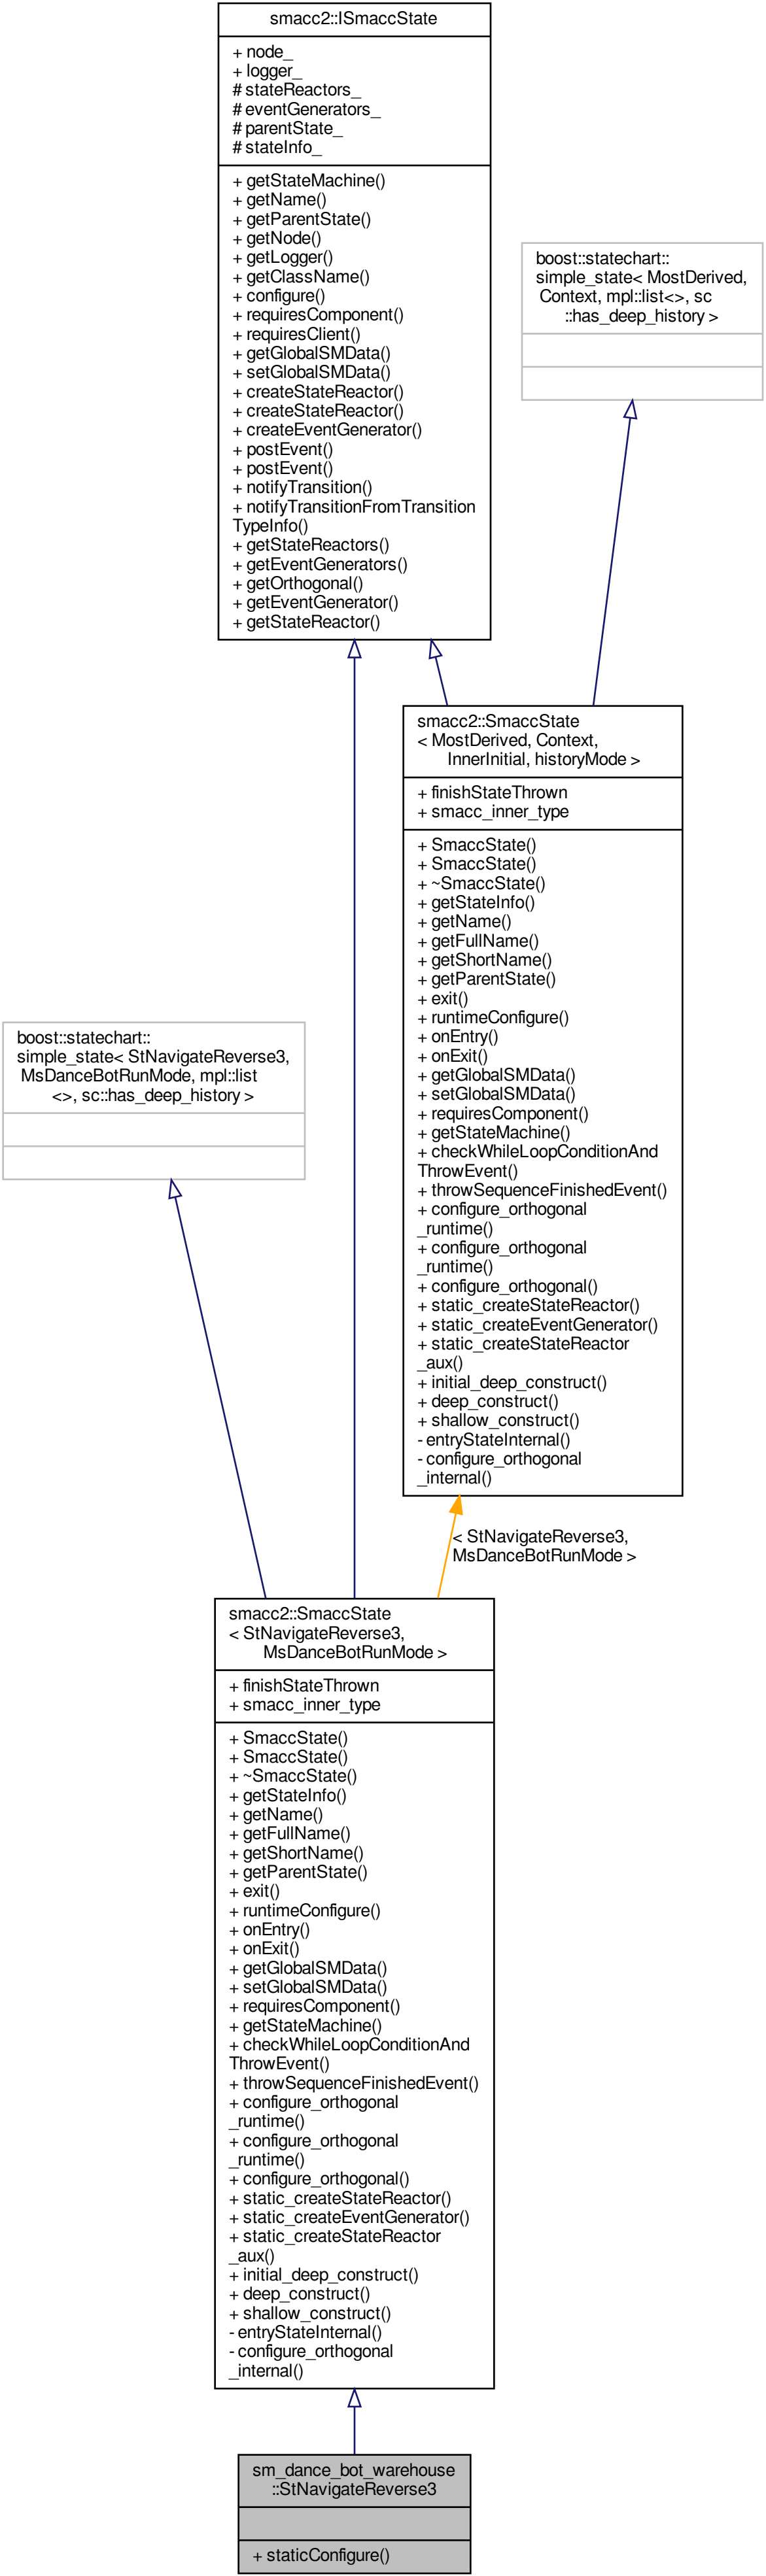 smacc2::ISmaccState
+ node_
+ logger_
# stateReactors_
# eventGenerators_
# parentState_
# stateInfo_
+ getStateMachine()
+ getName()
+ getParentState()
+ getNode()
+ getLogger()
+ getClassName()
+ configure()
+ requiresComponent()
+ requiresClient()
+ getGlobalSMData()
+ setGlobalSMData()
+ createStateReactor()
+ createStateReactor()
+ createEventGenerator()
+ postEvent()
+ postEvent()
+ notifyTransition()
+ notifyTransitionFromTransition
TypeInfo()
+ getStateReactors()
+ getEventGenerators()
+ getOrthogonal()
+ getEventGenerator()
+ getStateReactor()
boost::statechart::
simple_state< MostDerived,
Context, mpl::list<>, sc
::has_deep_history >
smacc2::SmaccState
< MostDerived, Context,
InnerInitial, historyMode >
+ finishStateThrown
+ smacc_inner_type
+ SmaccState()
+ SmaccState()
+ ~SmaccState()
+ getStateInfo()
+ getName()
+ getFullName()
+ getShortName()
+ getParentState()
+ exit()
+ runtimeConfigure()
+ onEntry()
+ onExit()
+ getGlobalSMData()
+ setGlobalSMData()
+ requiresComponent()
+ getStateMachine()
+ checkWhileLoopConditionAnd
ThrowEvent()
+ throwSequenceFinishedEvent()
+ configure_orthogonal
_runtime()
+ configure_orthogonal
_runtime()
+ configure_orthogonal()
+ static_createStateReactor()
+ static_createEventGenerator()
+ static_createStateReactor
_aux()
+ initial_deep_construct()
+ deep_construct()
+ shallow_construct()
- entryStateInternal()
- configure_orthogonal
_internal()
boost::statechart::
simple_state< StNavigateReverse3,
MsDanceBotRunMode, mpl::list
<>, sc::has_deep_history >
< StNavigateReverse3,
MsDanceBotRunMode >
smacc2::SmaccState
< StNavigateReverse3,
MsDanceBotRunMode >
+ finishStateThrown
+ smacc_inner_type
+ SmaccState()
+ SmaccState()
+ ~SmaccState()
+ getStateInfo()
+ getName()
+ getFullName()
+ getShortName()
+ getParentState()
+ exit()
+ runtimeConfigure()
+ onEntry()
+ onExit()
+ getGlobalSMData()
+ setGlobalSMData()
+ requiresComponent()
+ getStateMachine()
+ checkWhileLoopConditionAnd
ThrowEvent()
+ throwSequenceFinishedEvent()
+ configure_orthogonal
_runtime()
+ configure_orthogonal
_runtime()
+ configure_orthogonal()
+ static_createStateReactor()
+ static_createEventGenerator()
+ static_createStateReactor
_aux()
+ initial_deep_construct()
+ deep_construct()
+ shallow_construct()
- entryStateInternal()
- configure_orthogonal
_internal()
sm_dance_bot_warehouse
::StNavigateReverse3
+ staticConfigure()